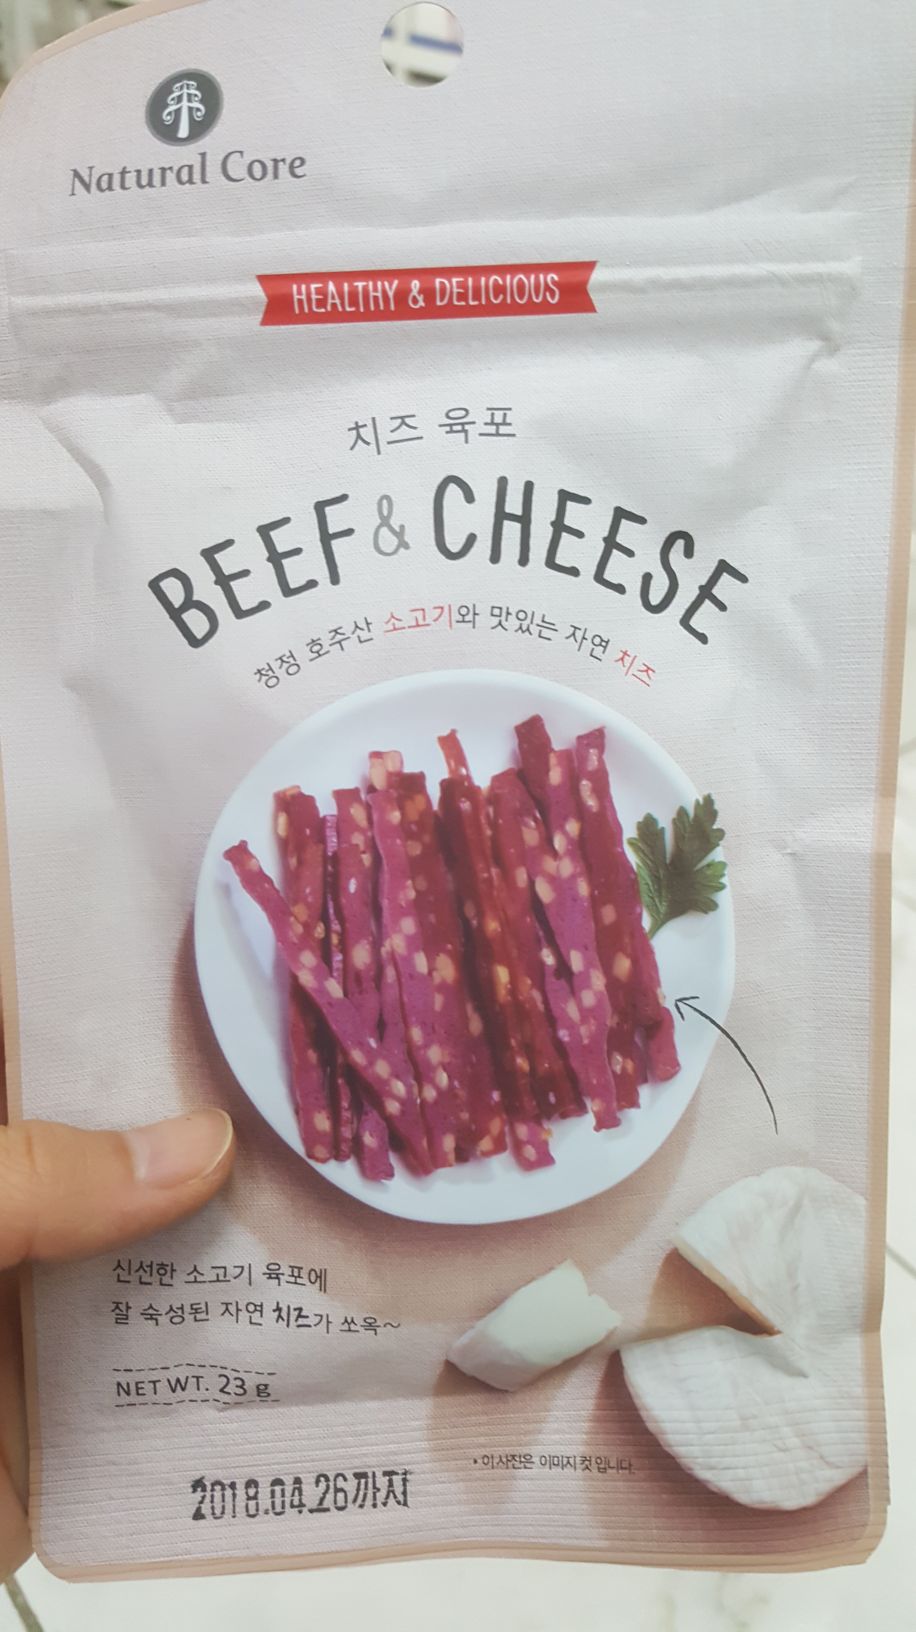 Natural Core
HEALTHY & DELICIOUS
치즈 육포
BEEF & CHEESE
청정 호주산 소고기와 맛있는 자연 치즈
신선한 소고기 육포에
잘 숙성된 자연 치즈가 쏘옥~
NET WT. 23 g
• 이 사진은 이미지 컷 입니다.
2018.04.26까지